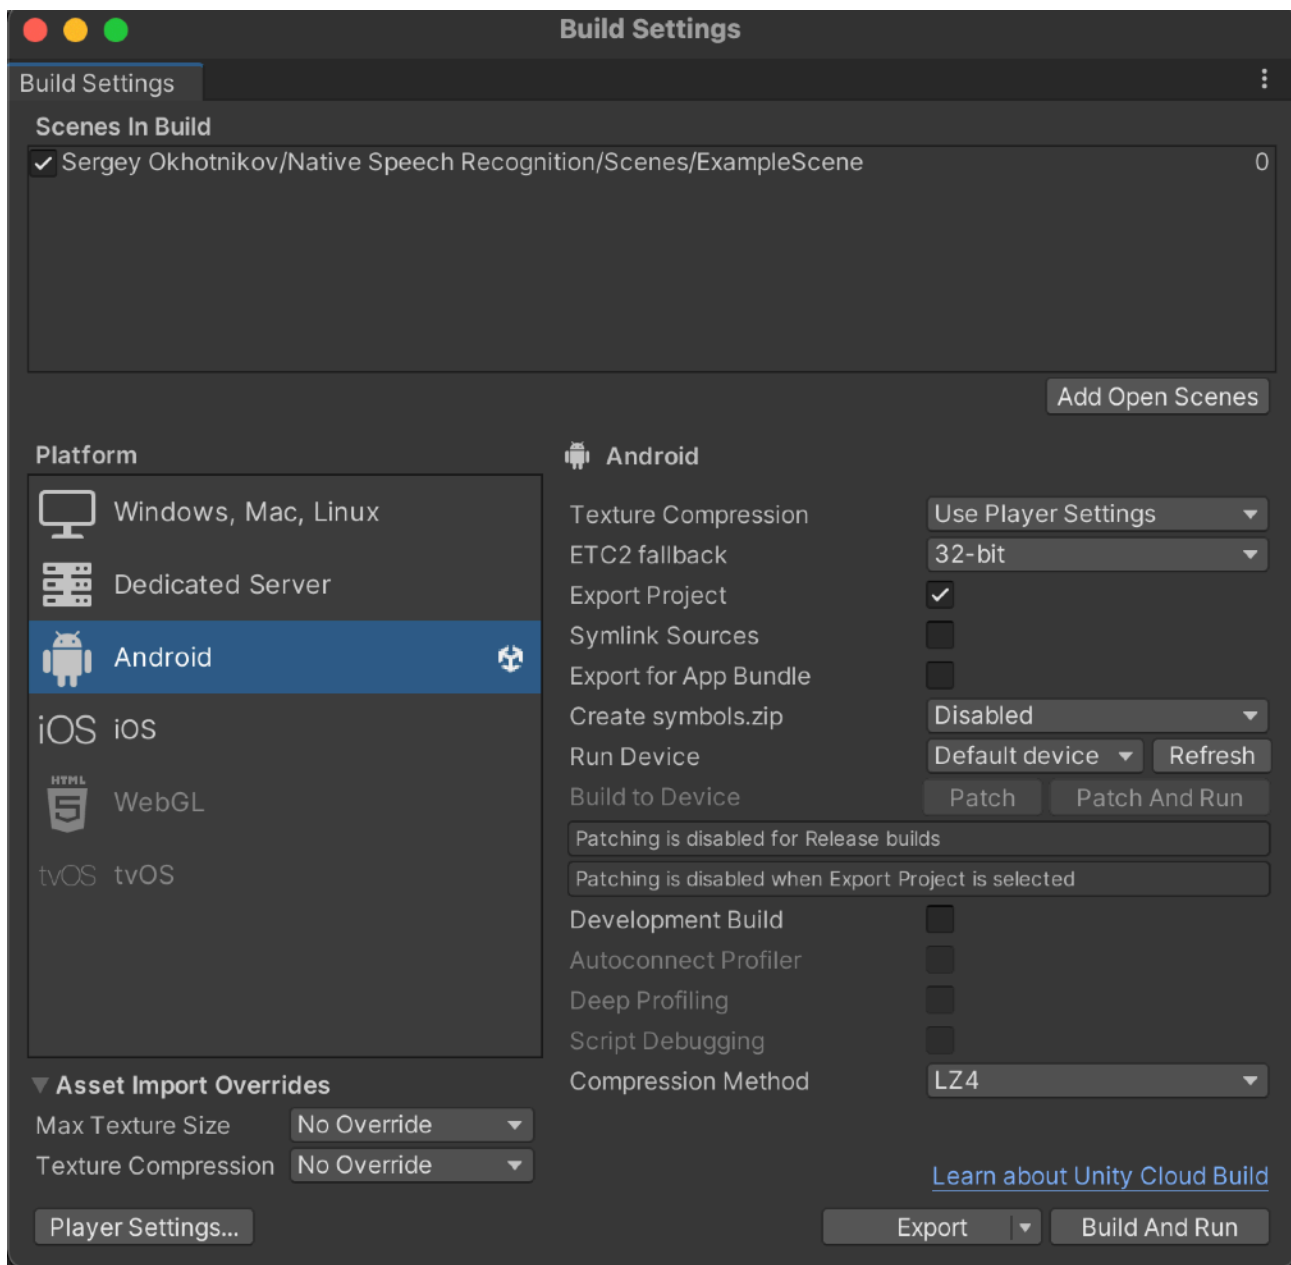 Build Settings
Build Settings
Scenes In Build
Sergey Okhotnikov/Native Speech Recognition/Scenes/ExampleScene 0
Add Open Scenes
Platform
Windows, Mac, Linux
Dedicated Server
Android
iOS iOS
HTML 5 WebGL
tvOS tvOS
Android
Texture Compression Use Player Settings
ETC2 fallback 32-bit
Export Project
Symlink Sources
Export for App Bundle
Create symbols.zip Disabled
Run Device Default device Refresh
Build to Device Patch Patch And Run
Patching is disabled for Release builds
Patching is disabled when Export Project is selected
Development Build
Autoconnect Profiler
Deep Profiling
Script Debugging
Compression Method LZ4
Asset Import Overrides
Max Texture Size No Override
Texture Compression No Override
Learn about Unity Cloud Build
Player Settings... Export Build And Run